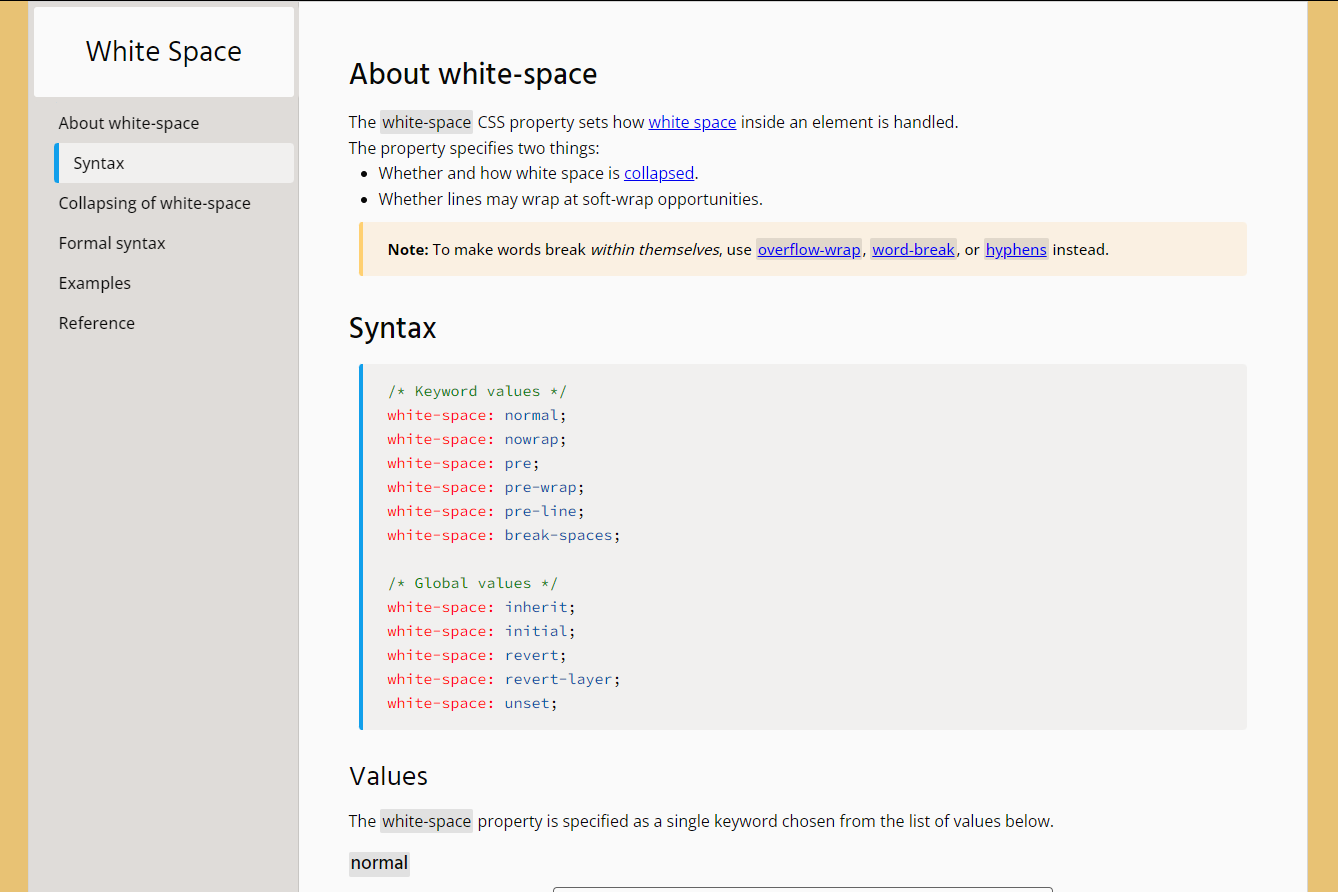 White Space
About white-space
Syntax
Collapsing of white-space
Formal syntax
Examples
Reference
About white-space
The white-space CSS property sets how white space inside an element is handled.
The property specifies two things:
• Whether and how white space is collapsed.
• Whether lines may wrap at soft-wrap opportunities.
Note: To make words break within themselves, use overflow-wrap, word-break, or hyphens instead.
Syntax
/* Keyword values */
white-space: normal;
white-space: nowrap;
white-space: pre;
white-space: pre-wrap;
white-space: pre-line;
white-space: break-spaces;
/* Global values */
white-space: inherit;
white-space: initial;
white-space: revert;
white-space: revert-layer;
white-space: unset;
Values
The white-space property is specified as a single keyword chosen from the list of values below.
normal